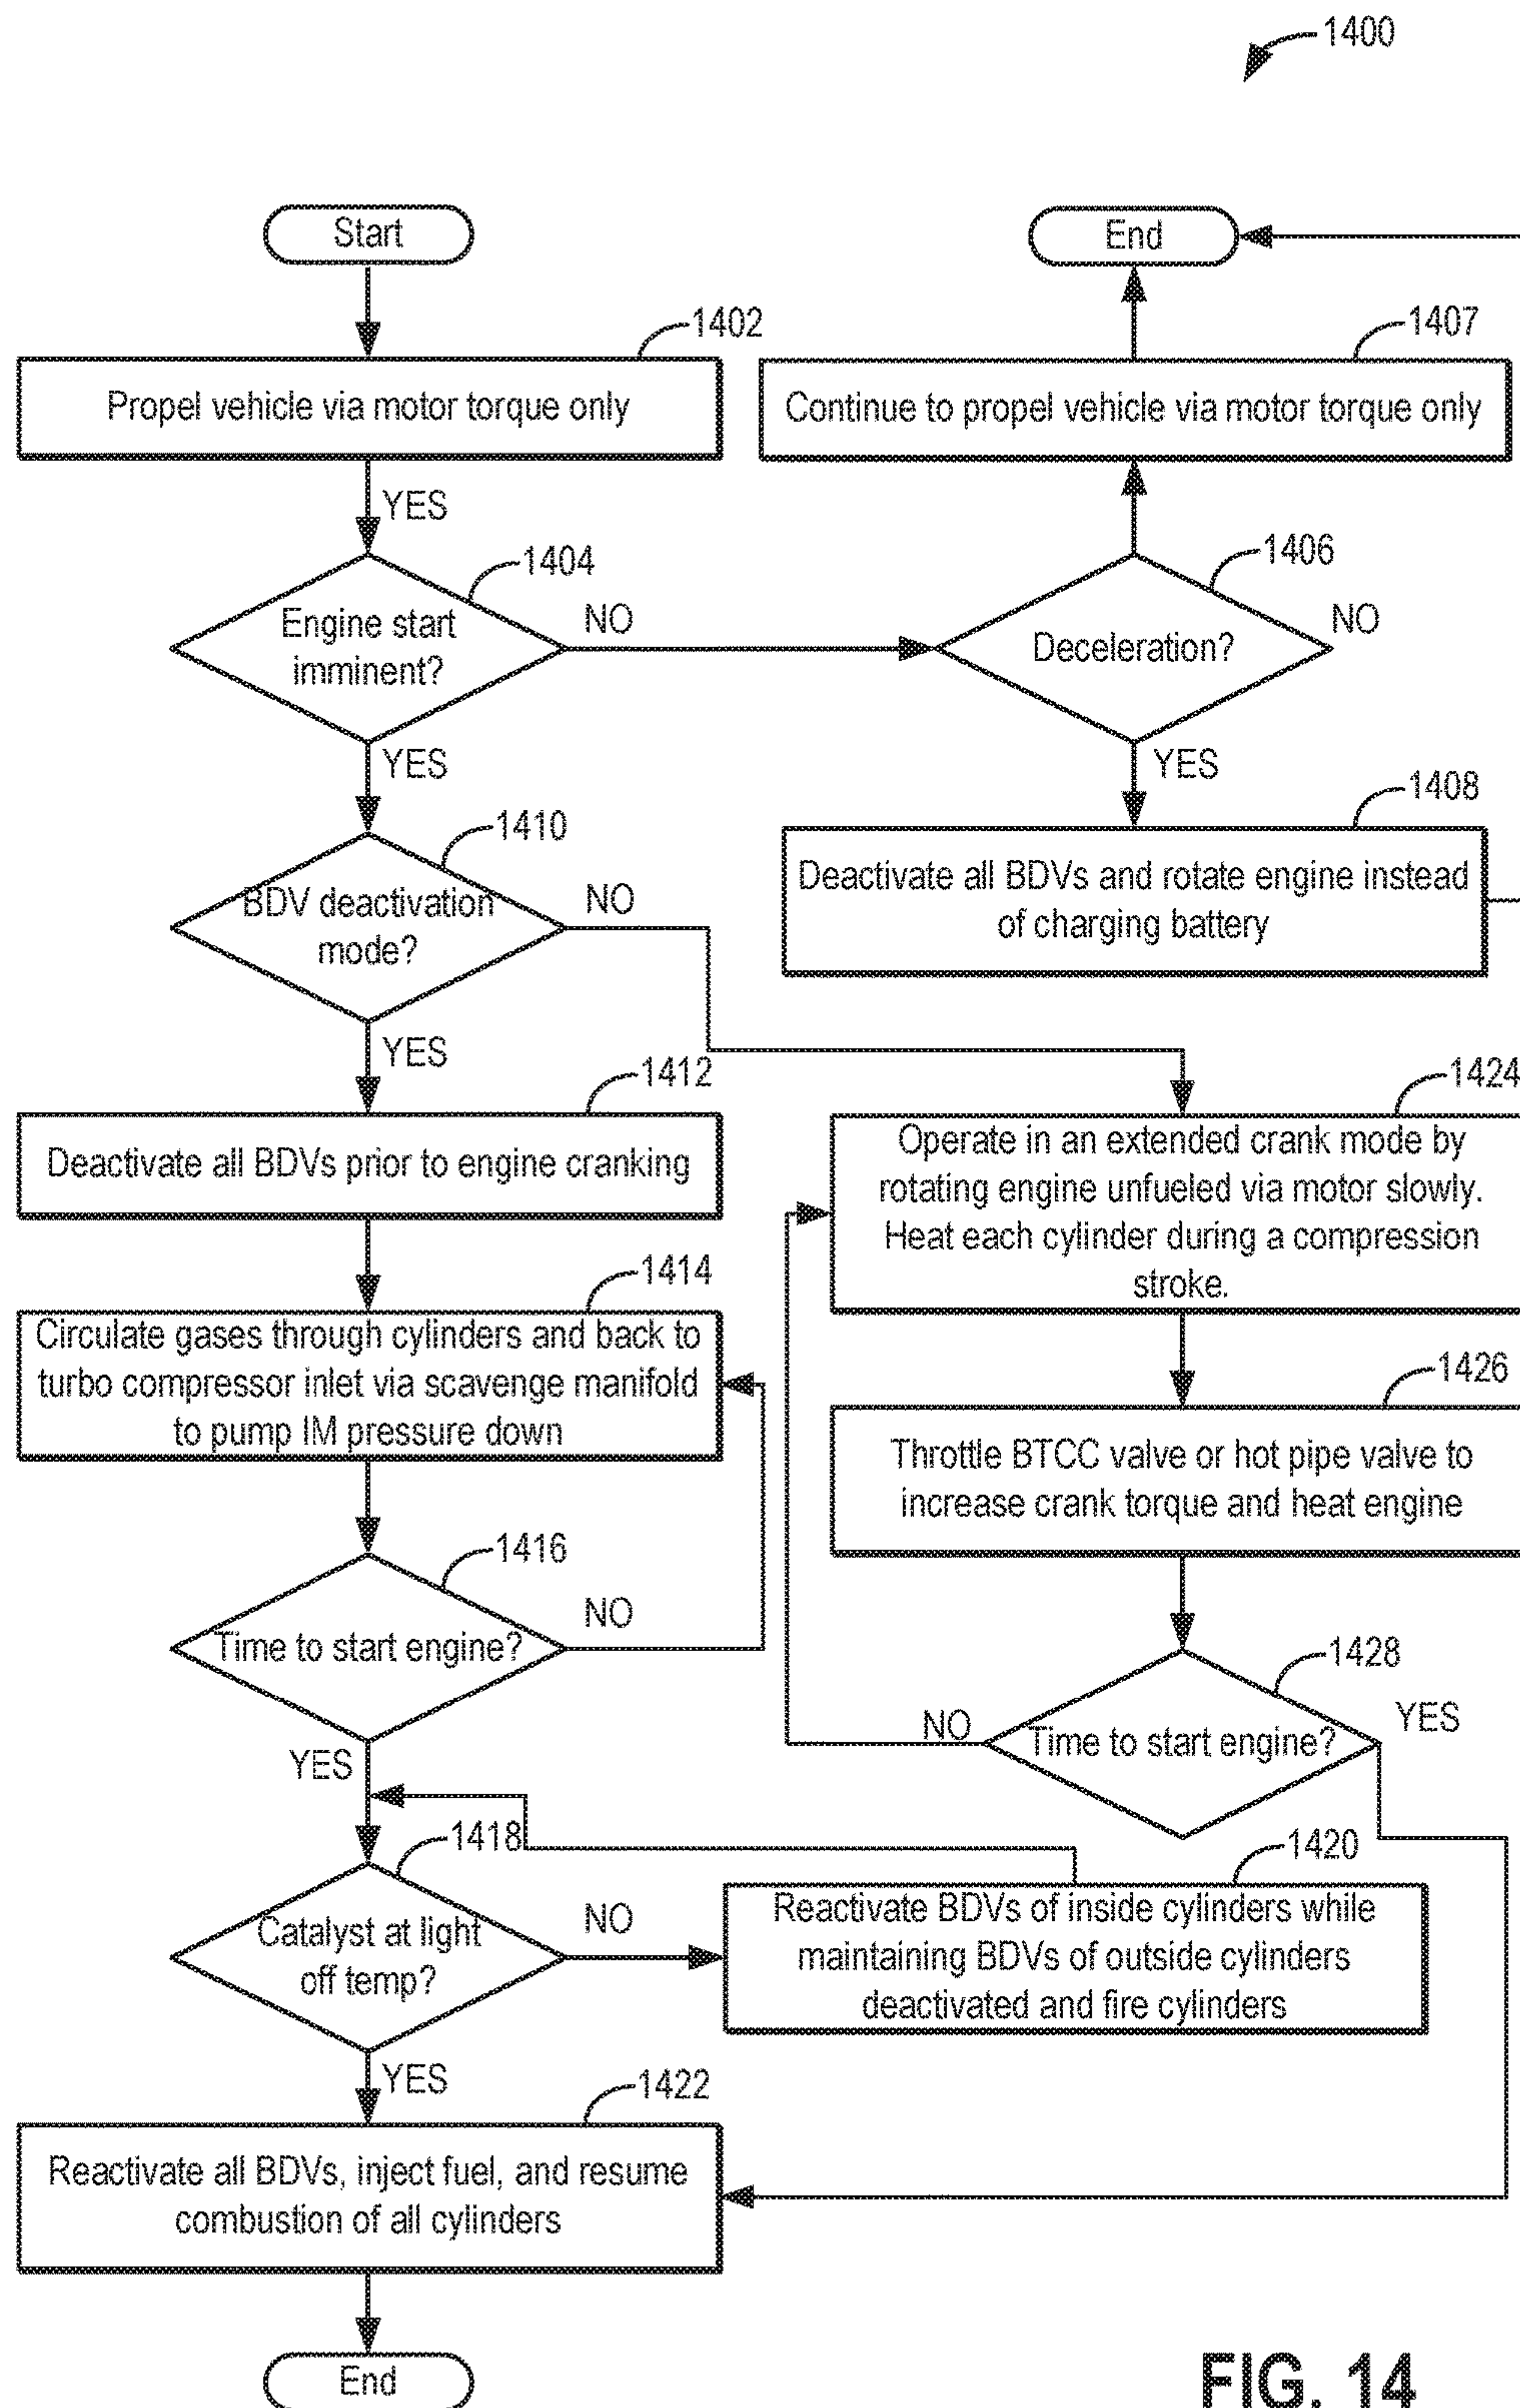 1400
Start
End
1402
1407
Propel vehicle via motor torque only
Continue to propel vehicle via motor torque only
YES
1404
1406
Engine start
imminent?
NO
Deceleration?
NO
YES
YES
1408
1410
Deactivate all BDVs and rotate engine instead
of charging battery
BDV deactivation
mode?
NO
YES
1412
1424
Deactivate all BDVs prior to engine cranking
Operate in an extended crank mode by
rotating engine unfueled via motor slowly.
Heat each cylinder during a compression
stroke.
1414
Circulate gases through cylinders and back to
turbo compressor inlet via scavenge manifold
to pump IM pressure down
1426
Throttle BTCC valve or hot pipe valve to
increase crank torque and heat engine
1416
Time to start engine?
NO
1428
Time to start engine?
NO
YES
YES
1418
1420
Catalyst at light
off temp?
NO
Reactivate BDVs of inside cylinders while
maintaining BDVs of outside cylinders
deactivated and fire cylinders
YES
1422
Reactivate all BDVs, inject fuel, and resume
combustion of all cylinders
End
FIG. 14